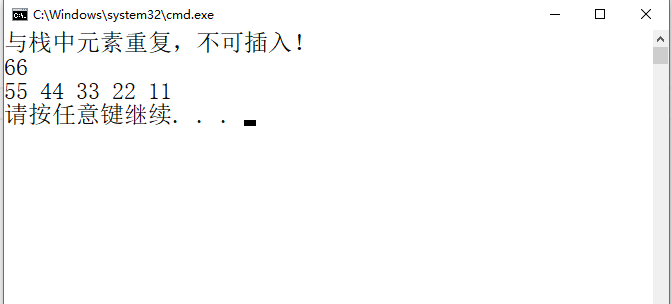 C:\Windows\system32\cmd.exe
与栈中元素重复，不可插入！
66
55 44 33 22 11
请按任意键继续. . .